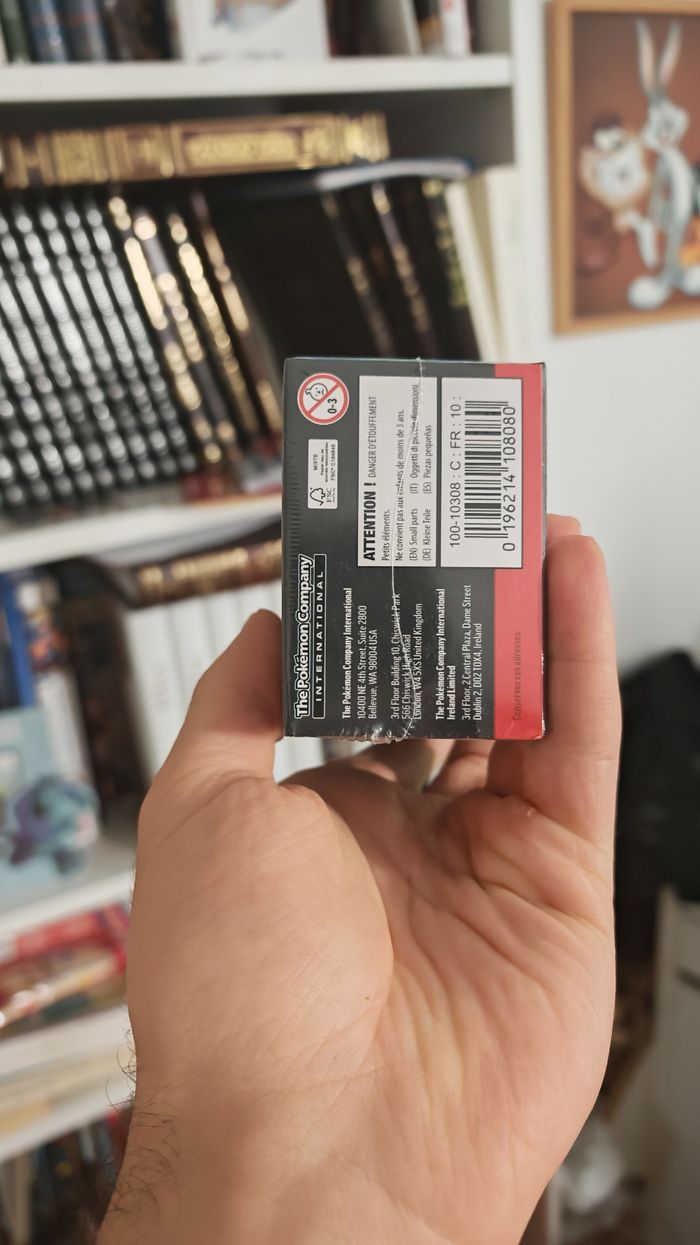 The Pokémon Company
INTERNATIONAL
MIXTE
FSC
0-3
The Pokémon Company International
10400 NE 4th Street, Suite 2800
Bellevue, WA 98004 USA
3rd Floor Building 10, Chiswick Park
566 Chiswick High Road
London, W4 5XS United Kingdom
The Pokémon Company International
Ireland Limited
3rd Floor, 2 Central Plaza, Dame Street
Dublin 2, D02 T0X4, Ireland
Conservez ces adresses.
ATTENTION ! DANGER D'ÉTOUFFEMENT
Petits éléments.
Ne convient pas aux enfants de moins de 3 ans.
(EN) Small parts (IT) Oggetti di piccole dimensioni
(DE) Kleine Teile (ES) Piezas pequeñas
100-10308 : C : FR : 10 :
0 196214 108080